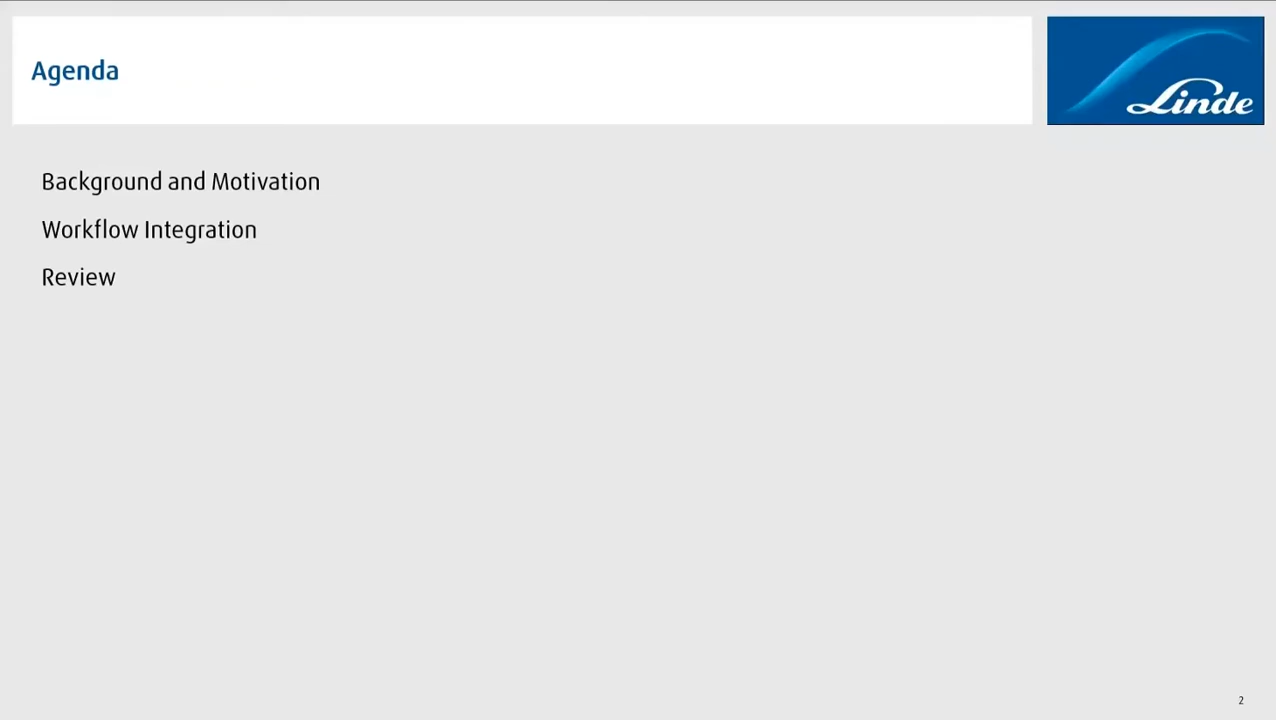 Agenda
Linde
Background and Motivation
Workflow Integration
Review
2